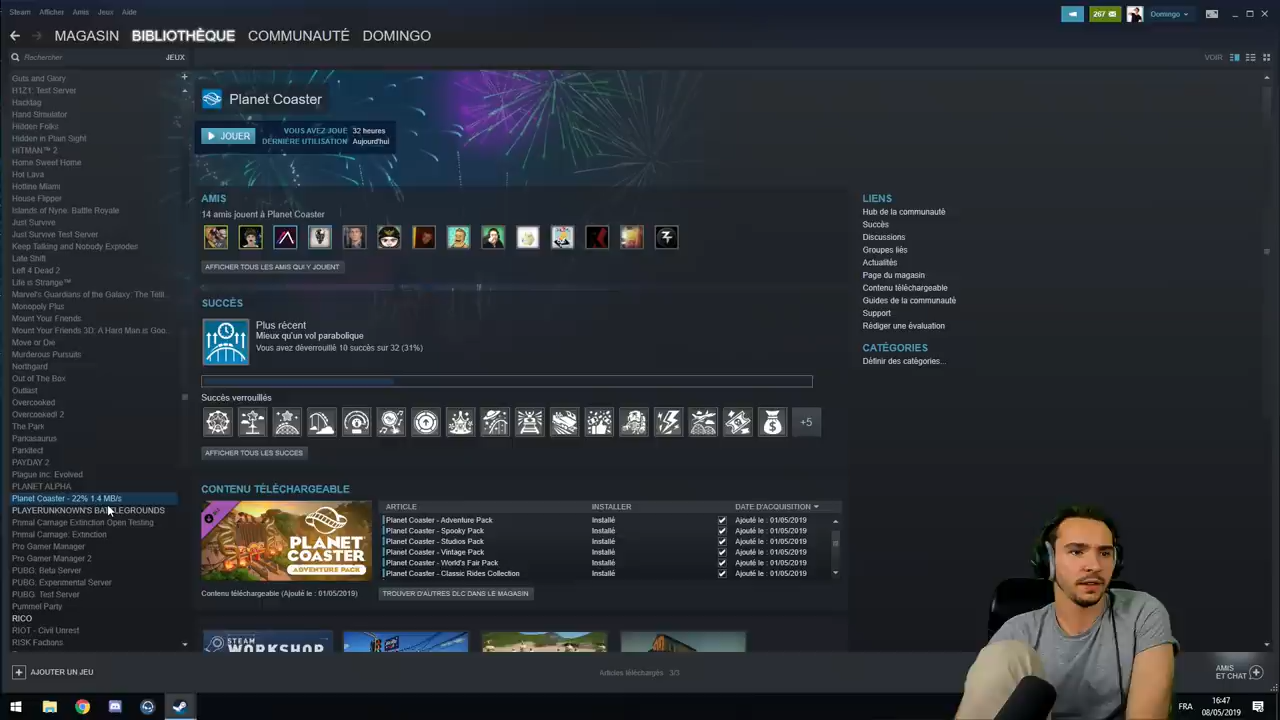 Steam Afficher Amis Jeux Aide
267 Domingo
MAGASIN BIBLIOTHÈQUE COMMUNAUTÉ DOMINGO
Rechercher JEUX VOIR
Guts and Glory
H1Z1: Test Server
Hacktag
Hand Simulator
Hidden Folks
Hidden in Plain Sight
HITMAN™ 2
Home Sweet Home
Hot Lava
Hotline Miami
House Flipper
Islands of Nyne: Battle Royale
Just Survive
Just Survive Test Server
Keep Talking and Nobody Explodes
Late Shift
Left 4 Dead 2
Life is Strange™
Marvel's Guardians of the Galaxy: The Tellt...
Monopoly Plus
Mount Your Friends
Mount Your Friends 3D: A Hard Man is Goo...
Move or Die
Murderous Pursuits
Northgard
Out of The Box
Outlast
Overcooked
Overcooked! 2
The Park
Parkasaurus
Parkitect
PAYDAY 2
Plague Inc: Evolved
PLANET ALPHA
Planet Coaster - 22% 1.4 MB/s
PLAYERUNKNOWN'S BATTLEGROUNDS
Primal Carnage Extinction Open Testing
Primal Carnage: Extinction
Pro Gamer Manager
Pro Gamer Manager 2
PUBG: Beta Server
PUBG: Experimental Server
PUBG: Test Server
Pummel Party
RICO
RIOT - Civil Unrest
RISK Factions
AJOUTER UN JEU
Planet Coaster
JOUER
VOUS AVEZ JOUÉ 32 heures
DERNIÈRE UTILISATION Aujourd'hui
AMIS
14 amis jouent à Planet Coaster
AFFICHER TOUS LES AMIS QUI Y JOUENT
SUCCÈS
Plus récent
Mieux qu'un vol parabolique
Vous avez déverrouillé 10 succès sur 32 (31%)
Succès verrouillés
+5
AFFICHER TOUS LES SUCCÈS
CONTENU TÉLÉCHARGEABLE
PLANET
COASTER
ADVENTURE PACK
ARTICLE INSTALLER DATE D'ACQUISITION
Planet Coaster - Adventure Pack Installé Ajouté le : 01/05/2019
Planet Coaster - Spooky Pack Installé Ajouté le : 01/05/2019
Planet Coaster - Studios Pack Installé Ajouté le : 01/05/2019
Planet Coaster - Vintage Pack Installé Ajouté le : 01/05/2019
Planet Coaster - World's Fair Pack Installé Ajouté le : 01/05/2019
Planet Coaster - Classic Rides Collection Installé Ajouté le : 01/05/2019
Contenu téléchargeable (Ajouté le : 01/05/2019)
TROUVER D'AUTRES DLC DANS LE MAGASIN
STEAM
WORKSHOP
Articles téléchargés 3/3
LIENS
Hub de la communauté
Succès
Discussions
Groupes liés
Actualités
Page du magasin
Contenu téléchargeable
Guides de la communauté
Support
Rédiger une évaluation
CATÉGORIES
Définir des catégories...
AMIS
ET CHAT
FRA
16:47
08/05/2019